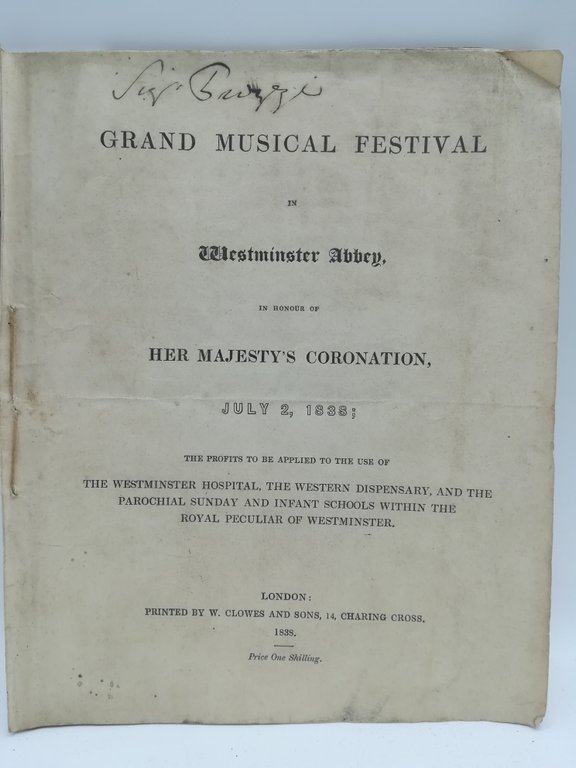 Sigr Puzzi
GRAND MUSICAL FESTIVAL
IN
Westminster Abbey,
IN HONOUR OF
HER MAJESTY'S CORONATION,
JULY 2, 1838;
THE PROFITS TO BE APPLIED TO THE USE OF
THE WESTMINSTER HOSPITAL, THE WESTERN DISPENSARY, AND THE
PAROCHIAL SUNDAY AND INFANT SCHOOLS WITHIN THE
ROYAL PECULIAR OF WESTMINSTER.
LONDON:
PRINTED BY W. CLOWES AND SONS, 14, CHARING CROSS.
1838.
Price One Shilling.